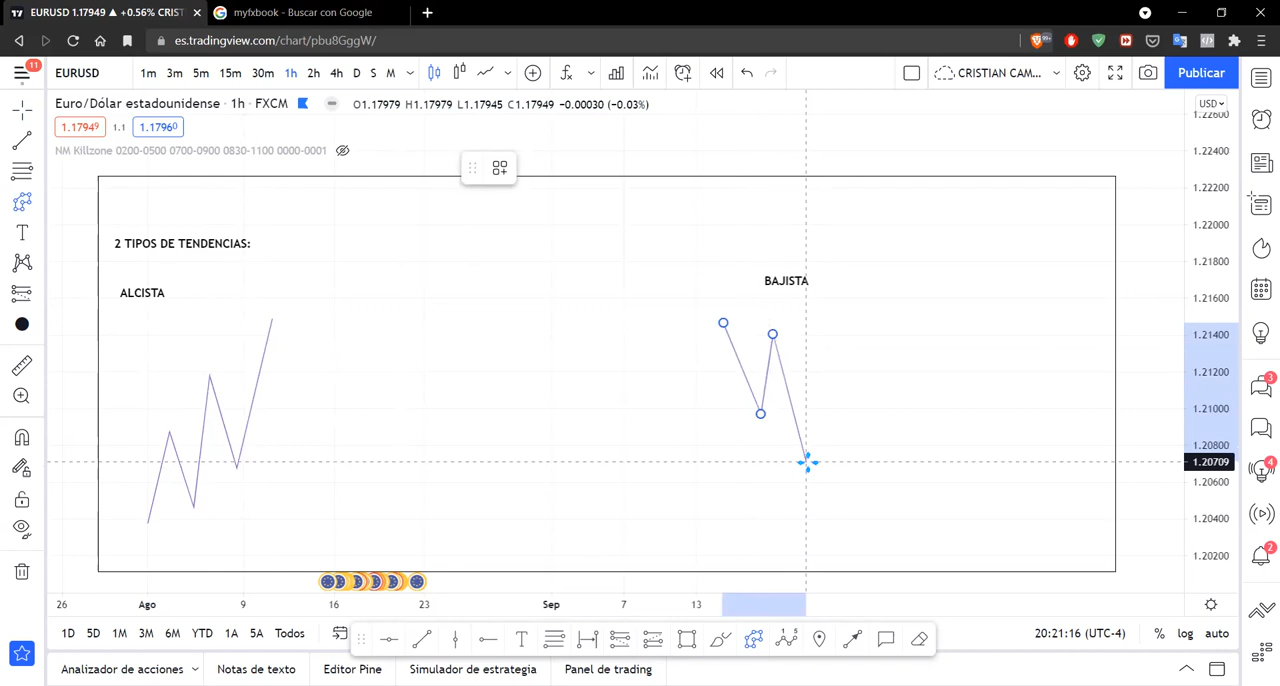 EURUSD 1.17949 ▲ +0.56% CRIST
myfxbook - Buscar con Google
es.tradingview.com/chart/pbu8GggW/
99+
11
EURUSD
1m 3m 5m 15m 30m 1h 2h 4h D S M
CRISTIAN CAM...
Publicar
Euro/Dólar estadounidense · 1h · FXCM
O1.17979 H1.17979 L1.17945 C1.17949 −0.00030 (−0.03%)
USD
1.17949 1.1 1.17960
NM Killzone 0200-0500 0700-0900 0830-1100 0000-0001
2 TIPOS DE TENDENCIAS:
ALCISTA
BAJISTA
1.22600
1.22400
1.22200
1.22000
1.21800
1.21600
1.21400
1.21200
1.21000
1.20800
1.20709
1.20600
1.20400
1.20200
3
4
2
26 Ago 9 16 23 Sep 7 13
1D 5D 1M 3M 6M YTD 1A 5A Todos
20:21:16 (UTC-4) % log auto
Analizador de acciones Notas de texto Editor Pine Simulador de estrategia Panel de trading